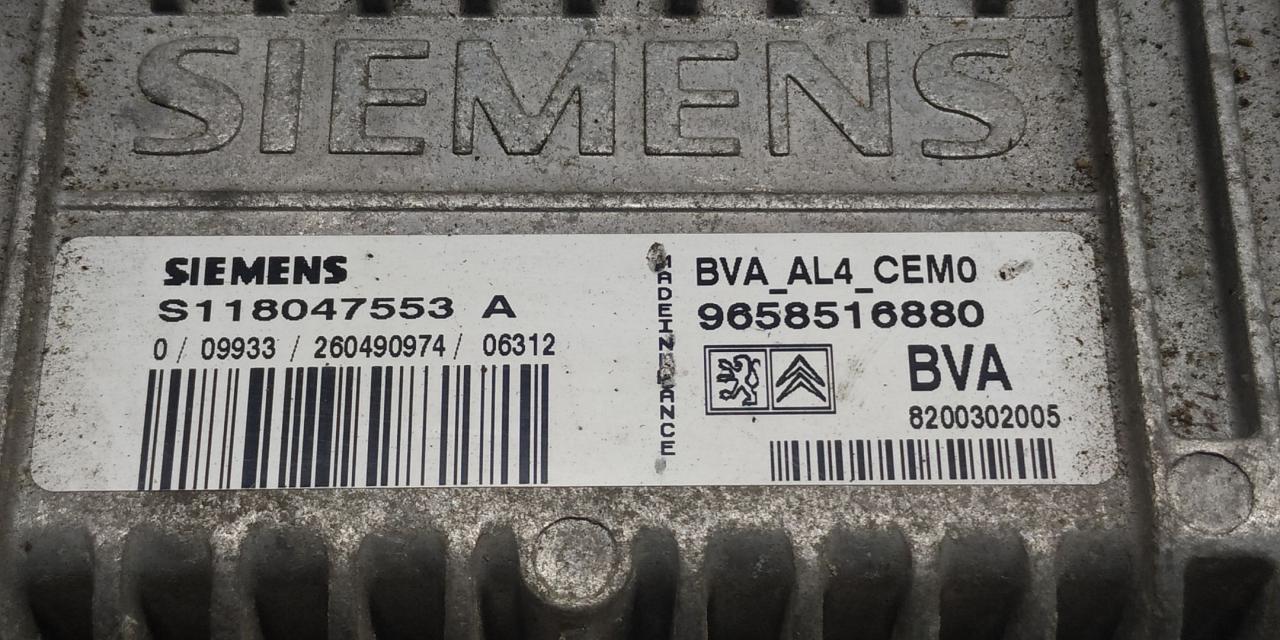 SIEMENS
SIEMENS
S118047553 A
0 / 09933 / 260490974 / 06312
MADE IN FRANCE
BVA_AL4_CEM0
9658516880
BVA
8200302005